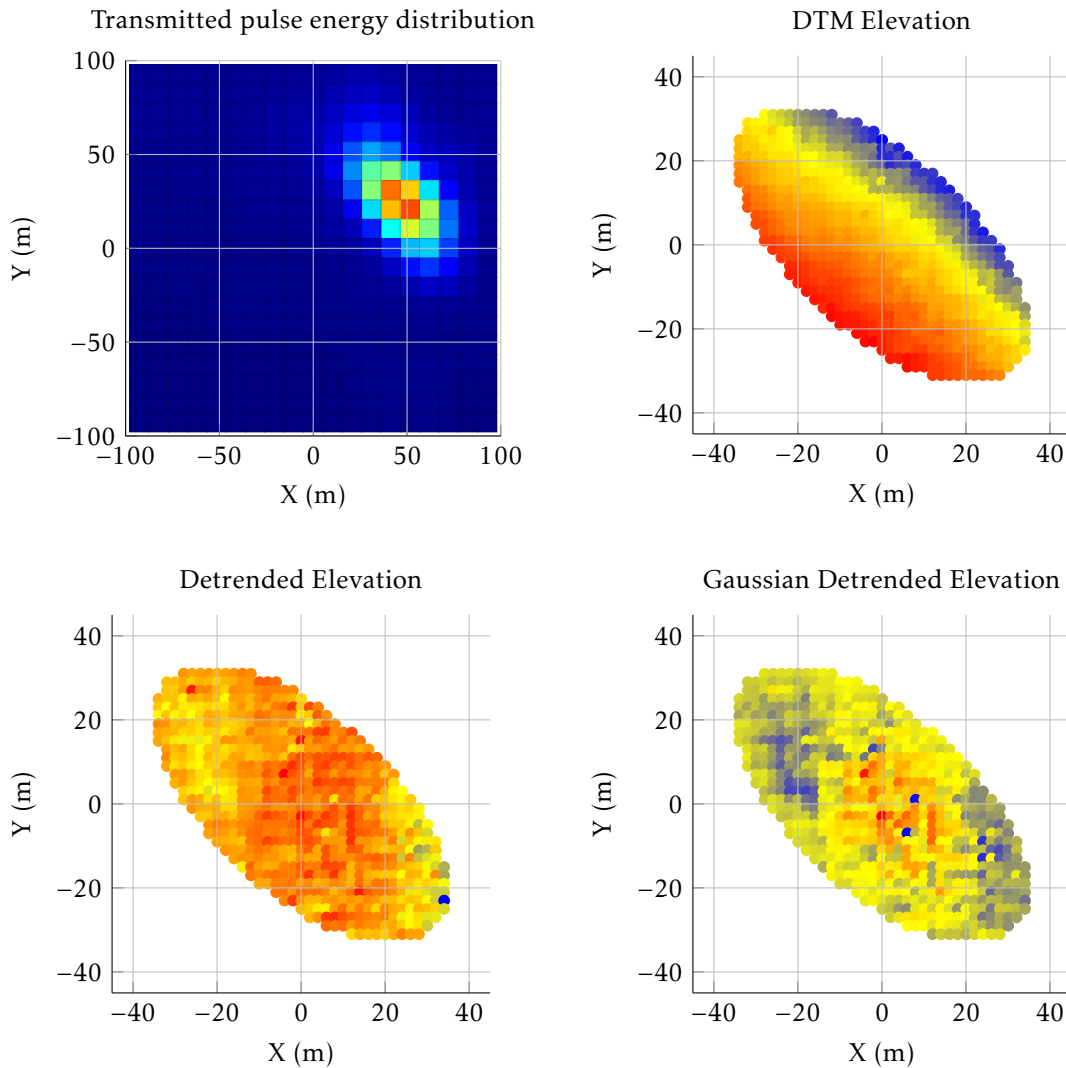 Transmitted pulse energy distribution
100
50
0
−50
−100
Y (m)
−100 −50 0 50 100
X (m)
DTM Elevation
40
20
0
−20
−40
Y (m)
−40 −20 0 20 40
X (m)
Detrended Elevation
40
20
0
−20
−40
Y (m)
−40 −20 0 20 40
X (m)
Gaussian Detrended Elevation
40
20
0
−20
−40
Y (m)
−40 −20 0 20 40
X (m)